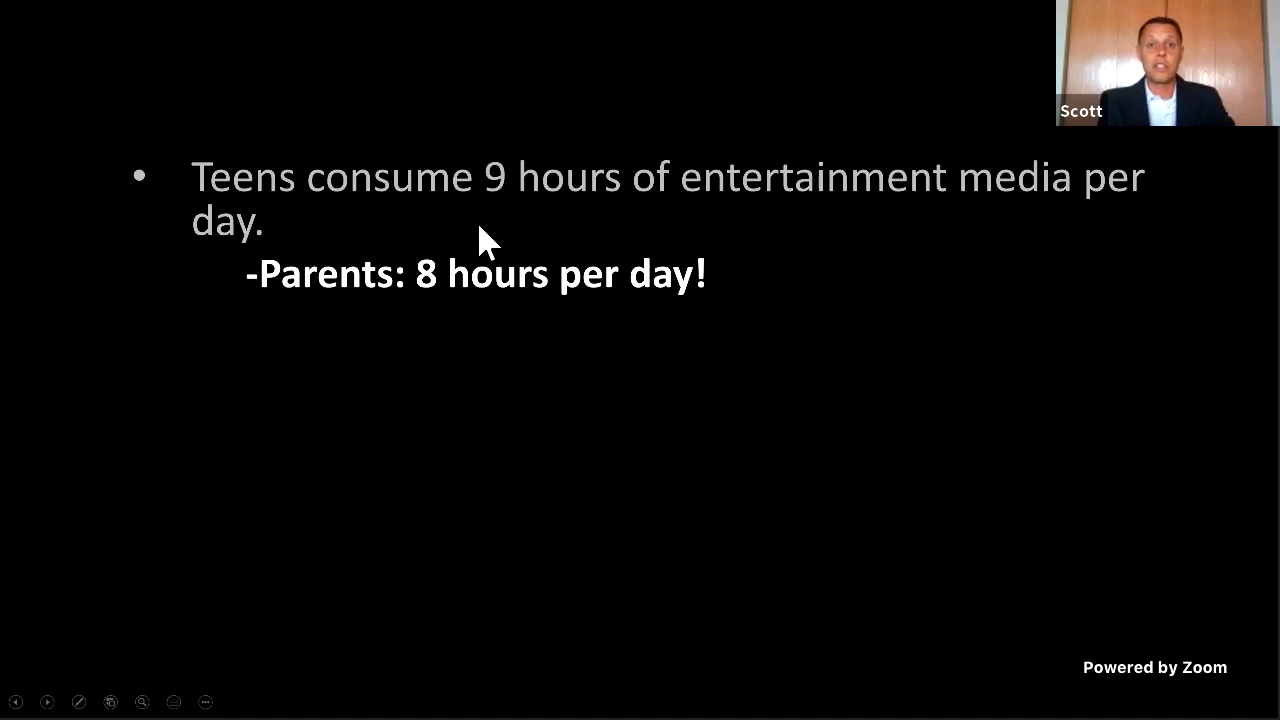 Scott
• Teens consume 9 hours of entertainment media per
day.
-Parents: 8 hours per day!
Powered by Zoom